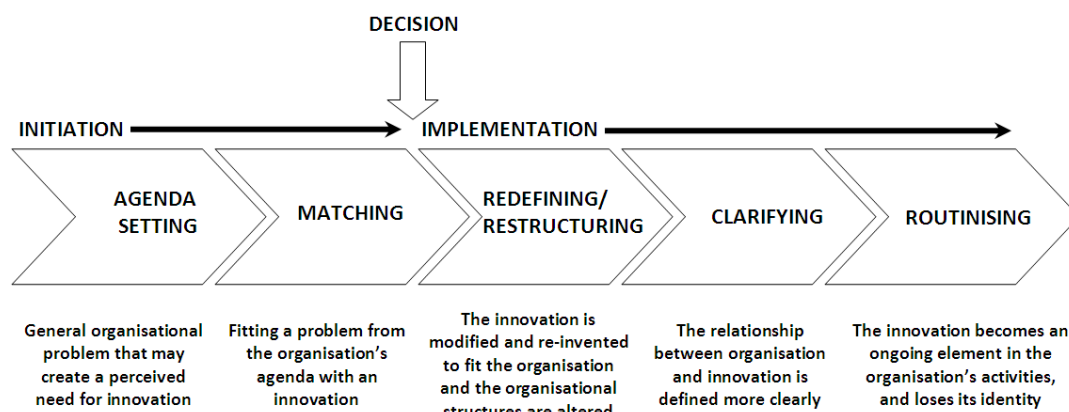 DECISION
INITIATION
IMPLEMENTATION
AGENDA
SETTING
MATCHING
REDEFINING/
RESTRUCTURING
CLARIFYING
ROUTINISING
General organisational
problem that may
create a perceived
need for innovation
Fitting a problem from
the organisation's
agenda with an
innovation
The innovation is
modified and re-invented
to fit the organisation
and the organisational
structures are altered
The relationship
between organisation
and innovation is
defined more clearly
The innovation becomes an
ongoing element in the
organisation's activities,
and loses its identity